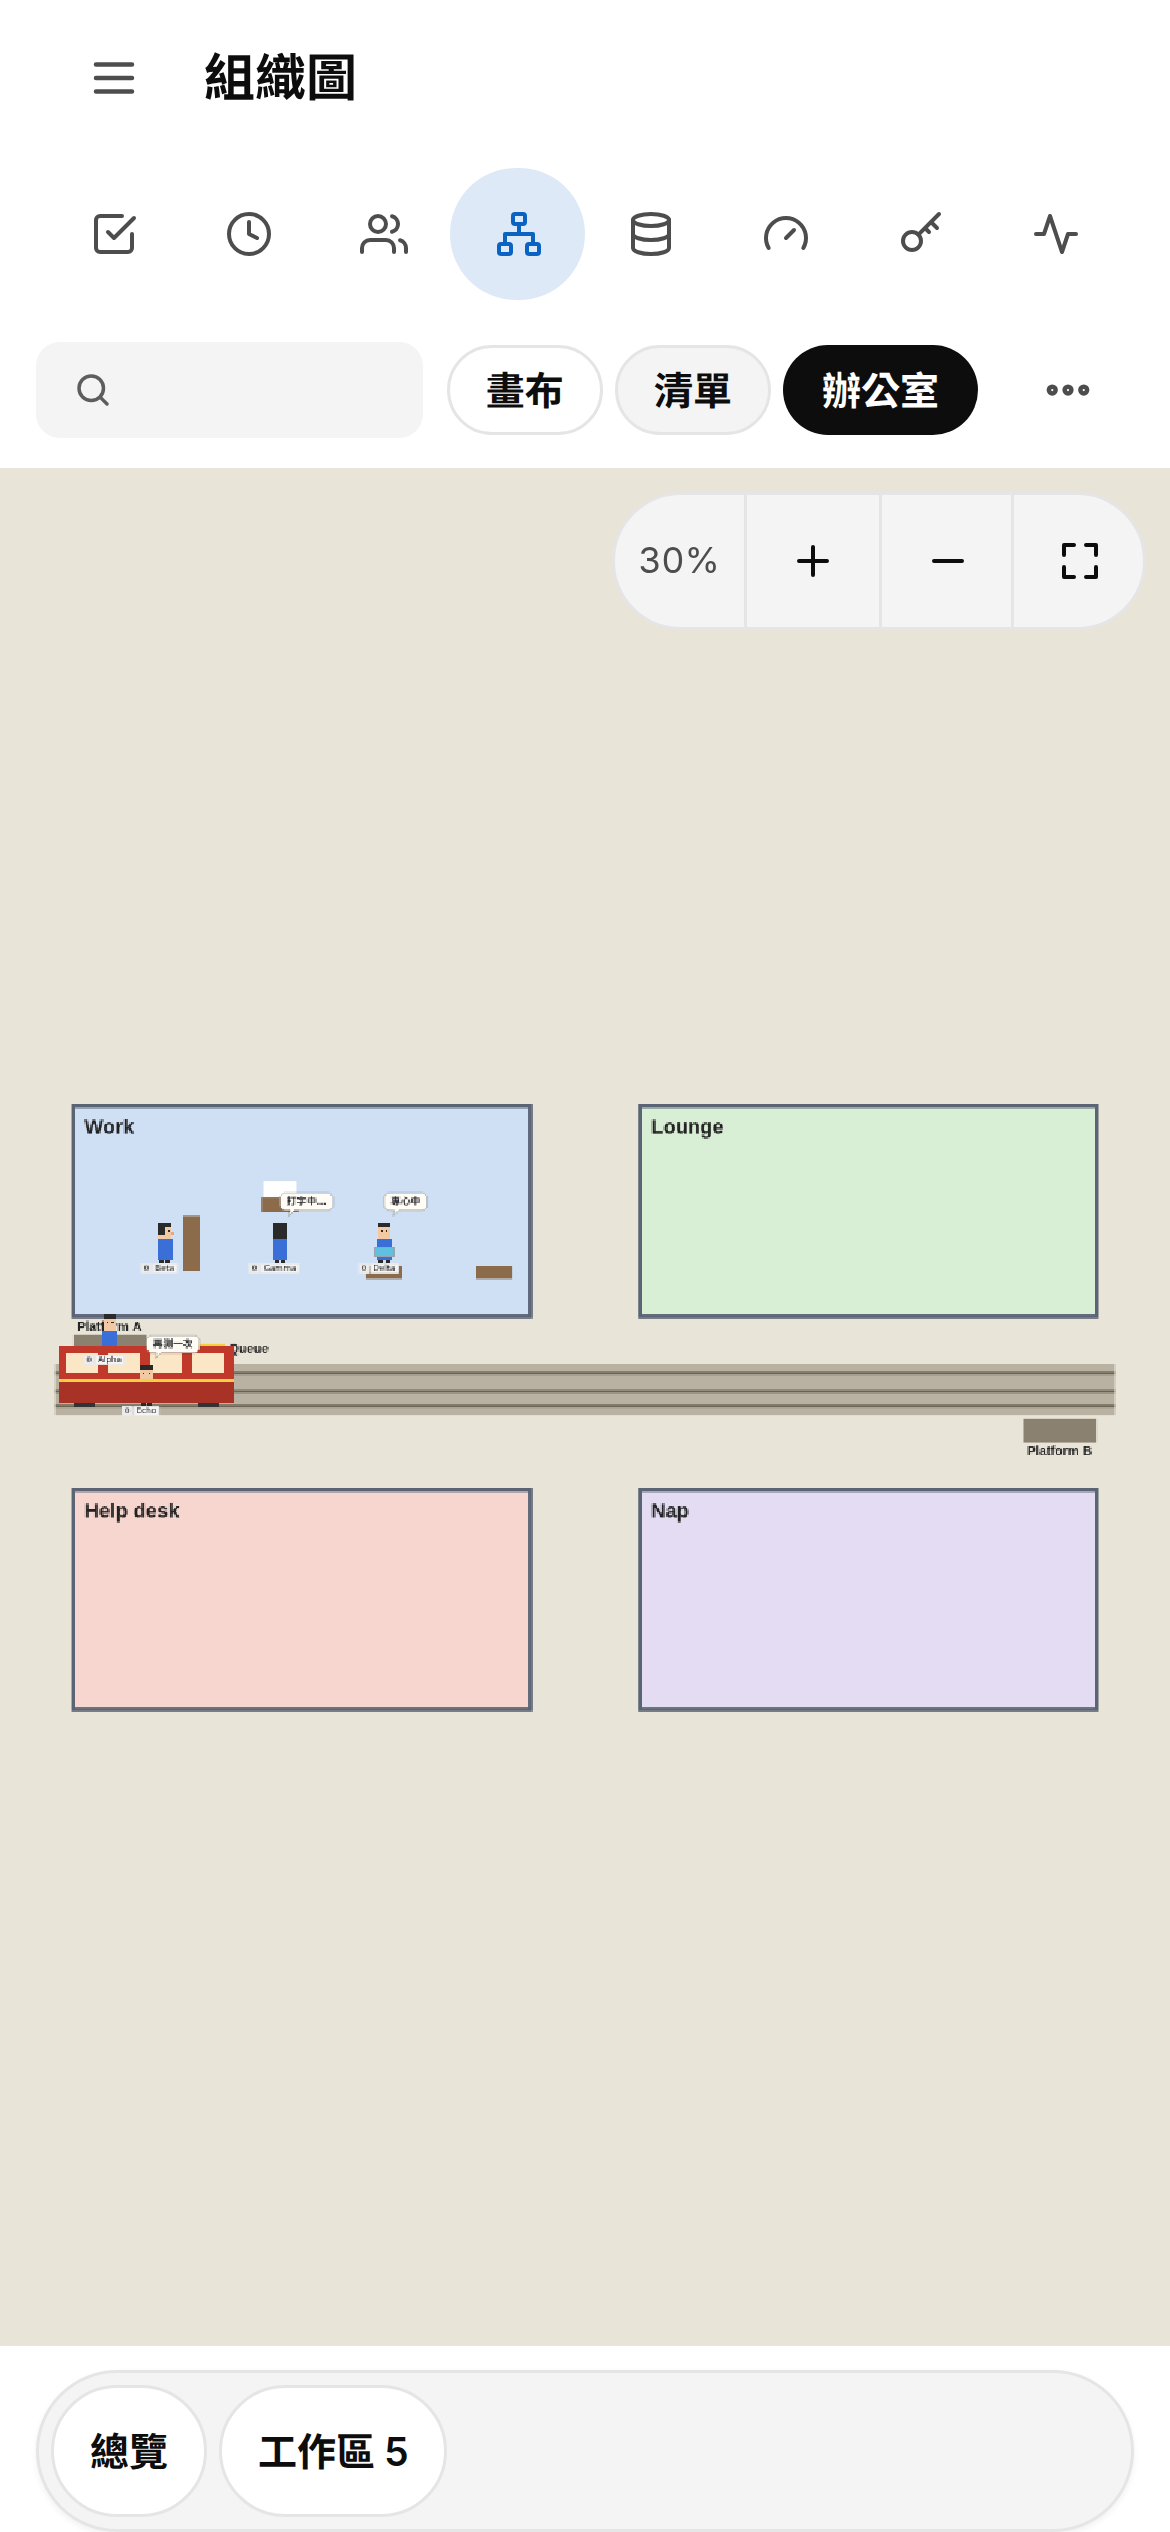 組織圖
畫布
清單
辦公室
30%
Work
Lounge
打字中...
專心中
Beta
Gamma
Delta
Platform A
再測一次
Queue
Alpha
Echo
Platform B
Help desk
Nap
總覽
工作區 5